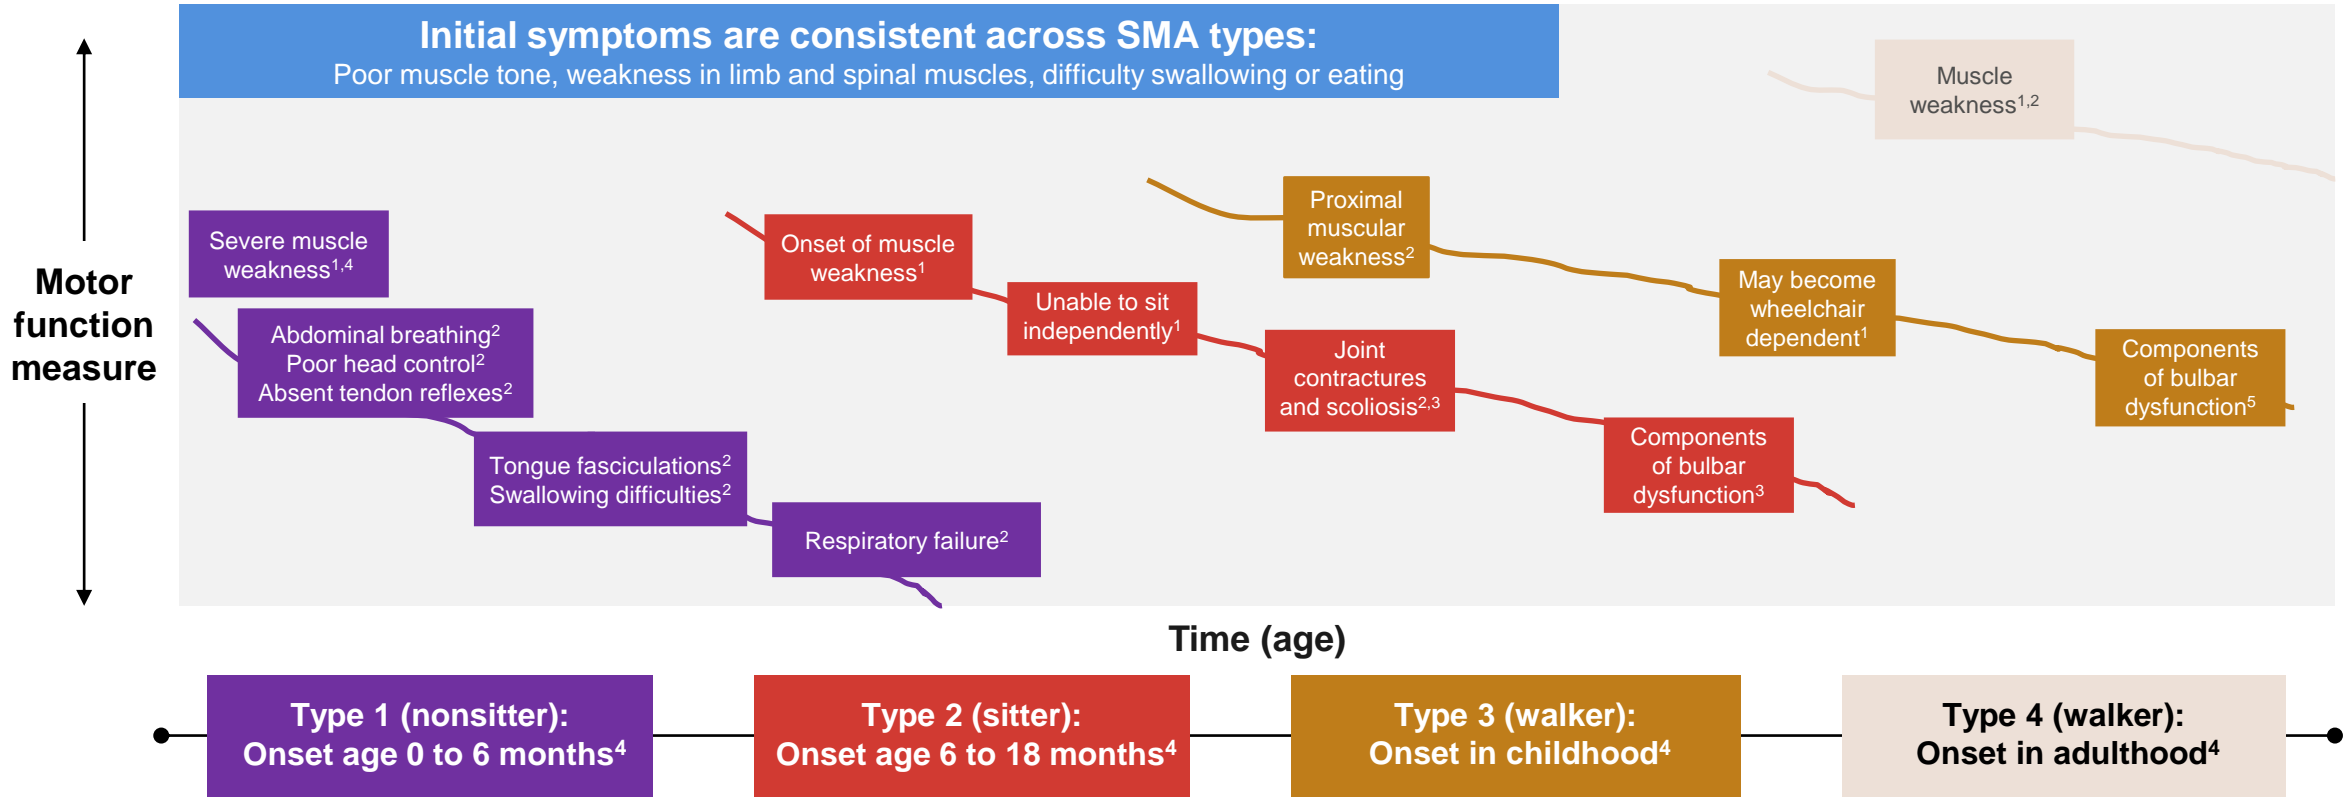 Initial symptoms are consistent across SMA types:
Poor muscle tone, weakness in limb and spinal muscles, difficulty swallowing or eating
Motor
function
measure
Severe muscle
weakness1,4
Abdominal breathing2
Poor head control2
Absent tendon reflexes2
Tongue fasciculations2
Swallowing difficulties2
Respiratory failure2
Onset of muscle
weakness1
Unable to sit
independently1
Joint
contractures
and scoliosis2,3
Components
of bulbar
dysfunction3
Proximal
muscular
weakness2
May become
wheelchair
dependent1
Components
of bulbar
dysfunction5
Muscle
weakness1,2
Time (age)
Type 1 (nonsitter):
Onset age 0 to 6 months4
Type 2 (sitter):
Onset age 6 to 18 months4
Type 3 (walker):
Onset in childhood4
Type 4 (walker):
Onset in adulthood4